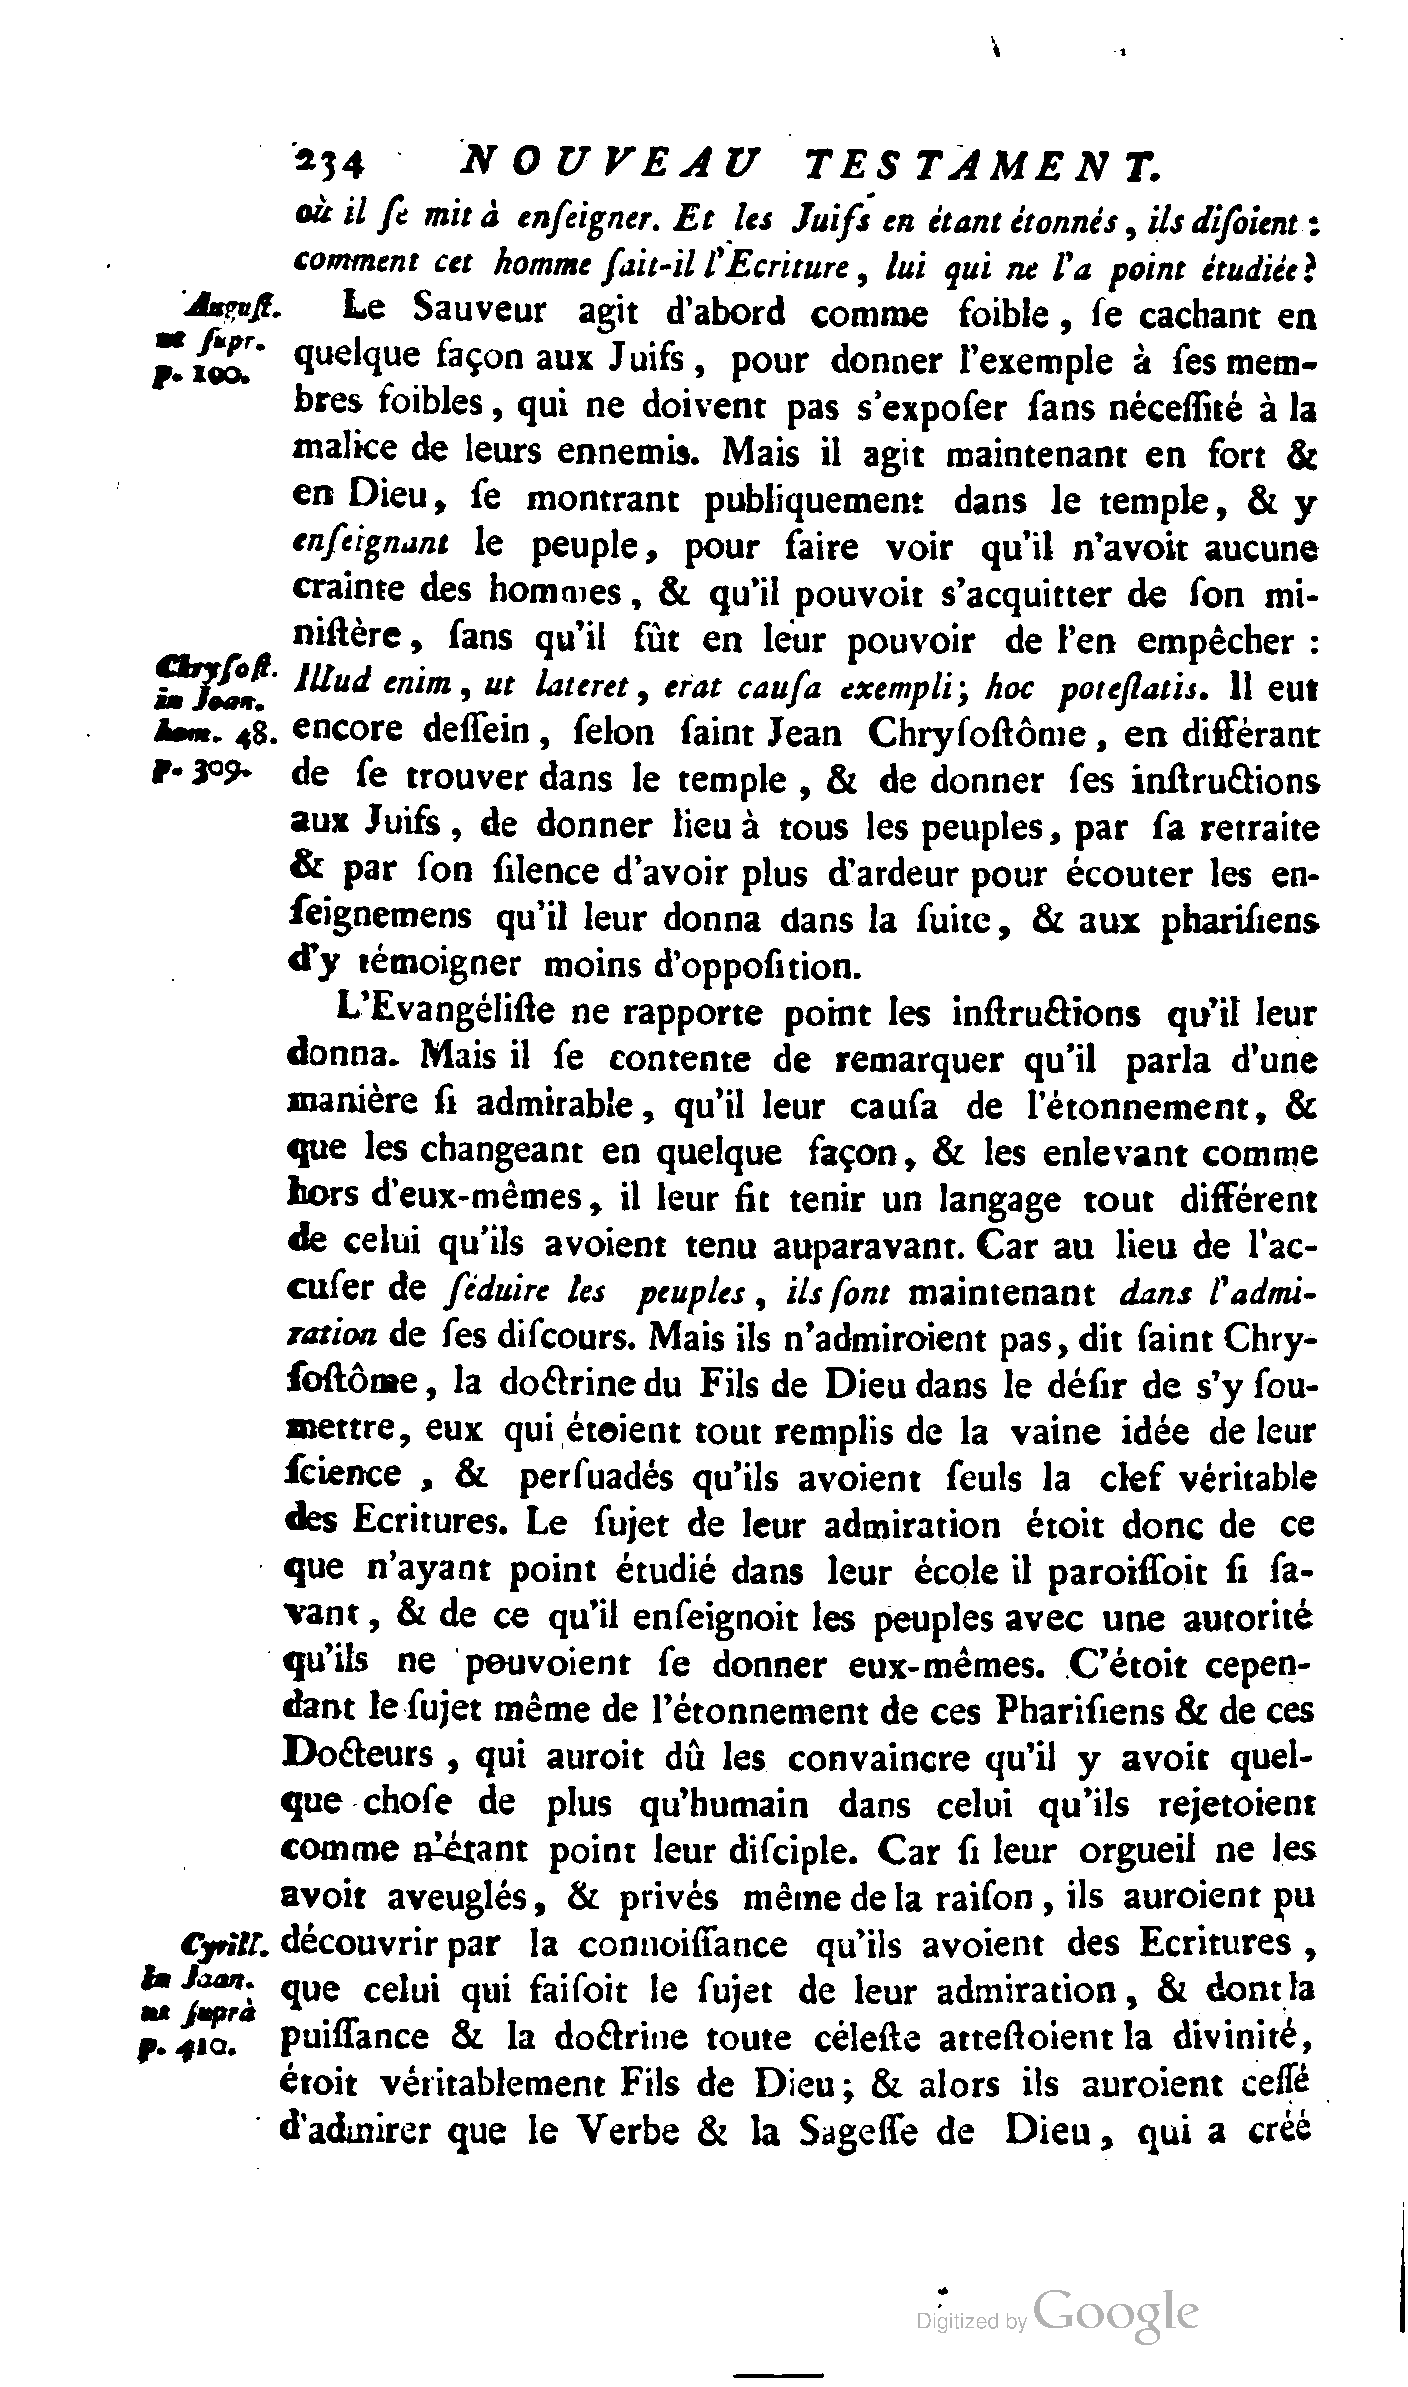 234 NOUVEAU TESTAMENT.
où il ſe mit à enſeigner. Et les Juifs en étant étonnés, ils diſoient :
comment cet homme ſait-il l'Ecriture, lui qui ne l'a point étudiée ?
Auguſt.
ut ſupr.
p. 100.
Le Sauveur agit d'abord comme foible, ſe cachant en
quelque façon aux Juifs, pour donner l'exemple à ſes mem-
bres foibles, qui ne doivent pas s'expoſer ſans néceſſité à la
malice de leurs ennemis. Mais il agit maintenant en fort &
en Dieu, ſe montrant publiquement dans le temple, & y
enſeignant le peuple, pour faire voir qu'il n'avoit aucune
crainte des hommes, & qu'il pouvoit s'acquitter de ſon mi-
niſtère, ſans qu'il fût en leur pouvoir de l'en empêcher :
Chryſoſt.
in Joan.
hom. 48.
p. 309.
Illud enim, ut lateret, erat cauſa exempli; hoc poteſtatis. Il eut
encore deſſein, ſelon ſaint Jean Chryſoſtôme, en différant
de ſe trouver dans le temple, & de donner ſes inſtructions
aux Juifs, de donner lieu à tous les peuples, par ſa retraite
& par ſon ſilence d'avoir plus d'ardeur pour écouter les en-
ſeignemens qu'il leur donna dans la ſuite, & aux phariſiens
d'y témoigner moins d'oppoſition.
L'Evangéliſte ne rapporte point les inſtructions qu'il leur
donna. Mais il ſe contente de remarquer qu'il parla d'une
manière ſi admirable, qu'il leur cauſa de l'étonnement, &
que les changeant en quelque façon, & les enlevant comme
hors d'eux-mêmes, il leur fit tenir un langage tout différent
de celui qu'ils avoient tenu auparavant. Car au lieu de l'ac-
cuſer de ſéduire les peuples, ils ſont maintenant dans l'admi-
ration de ſes diſcours. Mais ils n'admiroient pas, dit ſaint Chry-
ſoſtôme, la doctrine du Fils de Dieu dans le déſir de s'y ſou-
mettre, eux qui étoient tout remplis de la vaine idée de leur
ſcience, & perſuadés qu'ils avoient ſeuls la clef véritable
des Ecritures. Le ſujet de leur admiration étoit donc de ce
que n'ayant point étudié dans leur école il paroiſſoit ſi ſa-
vant, & de ce qu'il enſeignoit les peuples avec une autorité
qu'ils ne pouvoient ſe donner eux-mêmes. C'étoit cepen-
dant le ſujet même de l'étonnement de ces Phariſiens & de ces
Docteurs, qui auroit dû les convaincre qu'il y avoit quel-
que choſe de plus qu'humain dans celui qu'ils rejetoient
comme n'étant point leur diſciple. Car ſi leur orgueil ne les
avoit aveuglés, & privés même de la raiſon, ils auroient pu
Cyrill.
in Joan.
ut ſuprà
p. 410.
découvrir par la connoiſſance qu'ils avoient des Ecritures,
que celui qui faiſoit le ſujet de leur admiration, & dont la
puiſſance & la doctrine toute céleſte atteſtoient la divinité,
étoit véritablement Fils de Dieu; & alors ils auroient ceſſé
d'admirer que le Verbe & la Sageſſe de Dieu, qui a créé
Digitized by Google